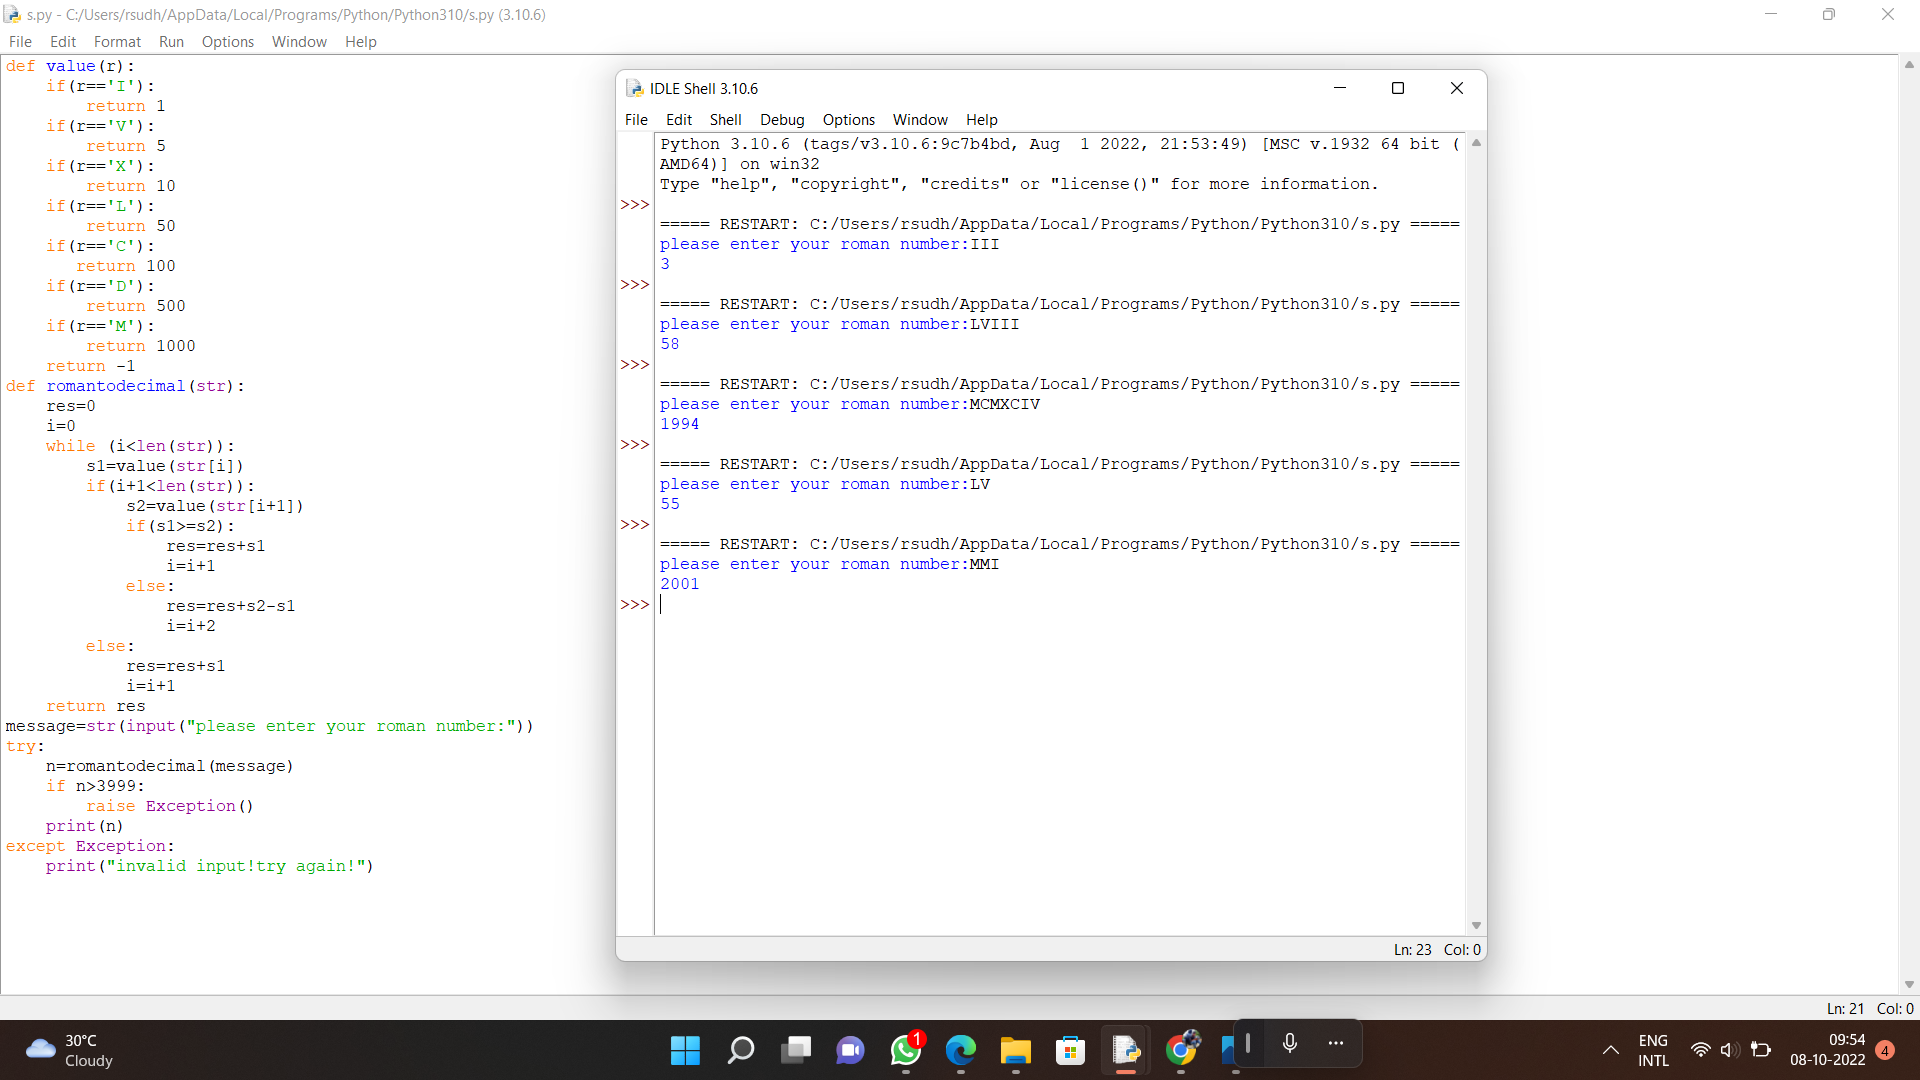 s.py - C:/Users/rsudh/AppData/Local/Programs/Python/Python310/s.py (3.10.6)
File Edit Format Run Options Window Help
def value(r):
    if(r=='I'):
        return 1
    if(r=='V'):
        return 5
    if(r=='X'):
        return 10
    if(r=='L'):
        return 50
    if(r=='C'):
       return 100
    if(r=='D'):
        return 500
    if(r=='M'):
        return 1000
    return -1
def romantodecimal(str):
    res=0
    i=0
    while (i<len(str)):
        s1=value(str[i])
        if(i+1<len(str)):
            s2=value(str[i+1])
            if(s1>=s2):
                res=res+s1
                i=i+1
            else:
                res=res+s2-s1
                i=i+2
        else:
            res=res+s1
            i=i+1
    return res
message=str(input("please enter your roman number:"))
try:
    n=romantodecimal(message)
    if n>3999:
        raise Exception()
    print(n)
except Exception:
    print("invalid input!try again!")
IDLE Shell 3.10.6
File Edit Shell Debug Options Window Help
Python 3.10.6 (tags/v3.10.6:9c7b4bd, Aug  1 2022, 21:53:49) [MSC v.1932 64 bit (
AMD64)] on win32
Type "help", "copyright", "credits" or "license()" for more information.
>>>
===== RESTART: C:/Users/rsudh/AppData/Local/Programs/Python/Python310/s.py =====
please enter your roman number:III
3
>>>
===== RESTART: C:/Users/rsudh/AppData/Local/Programs/Python/Python310/s.py =====
please enter your roman number:LVIII
58
>>>
===== RESTART: C:/Users/rsudh/AppData/Local/Programs/Python/Python310/s.py =====
please enter your roman number:MCMXCIV
1994
>>>
===== RESTART: C:/Users/rsudh/AppData/Local/Programs/Python/Python310/s.py =====
please enter your roman number:LV
55
>>>
===== RESTART: C:/Users/rsudh/AppData/Local/Programs/Python/Python310/s.py =====
please enter your roman number:MMI
2001
>>>
Ln: 23 Col: 0
Ln: 21 Col: 0
30°C
Cloudy
1
ENG
INTL
09:54
08-10-2022
4